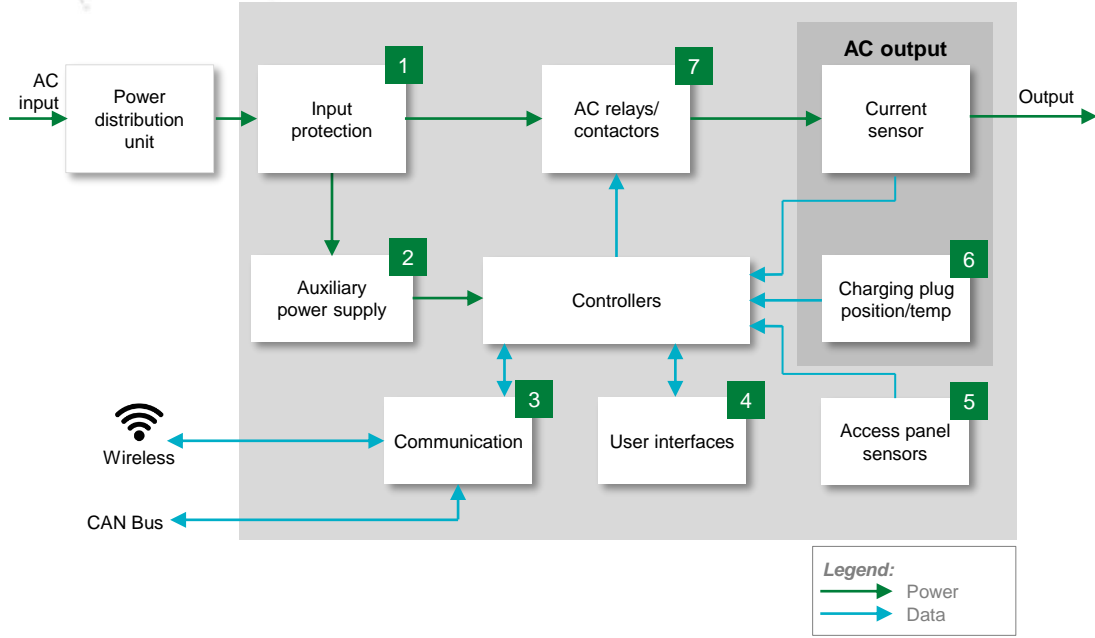 AC output
1
7
AC
input
Power
distribution
unit
Input
protection
AC relays/
contactors
Current
sensor
Output
2
6
Auxiliary
power supply
Controllers
Charging plug
position/temp
3
4
5
Communication
User interfaces
Access panel
sensors
Wireless
CAN Bus
Legend:
Power
Data